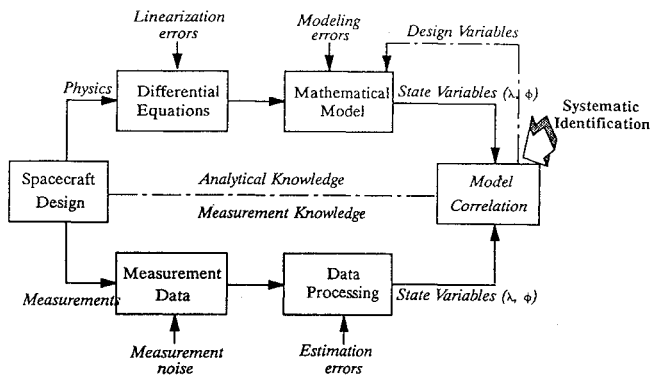 Linearization
errors
Modeling
errors
Design Variables
Physics
Differential
Equations
Mathematical
Model
State Variables (λ, φ)
Systematic
Identification
Spacecraft
Design
Analytical Knowledge
Measurement Knowledge
Model
Correlation
Measurements
Measurement
Data
Data
Processing
State Variables (λ, φ)
Measurement
noise
Estimation
errors